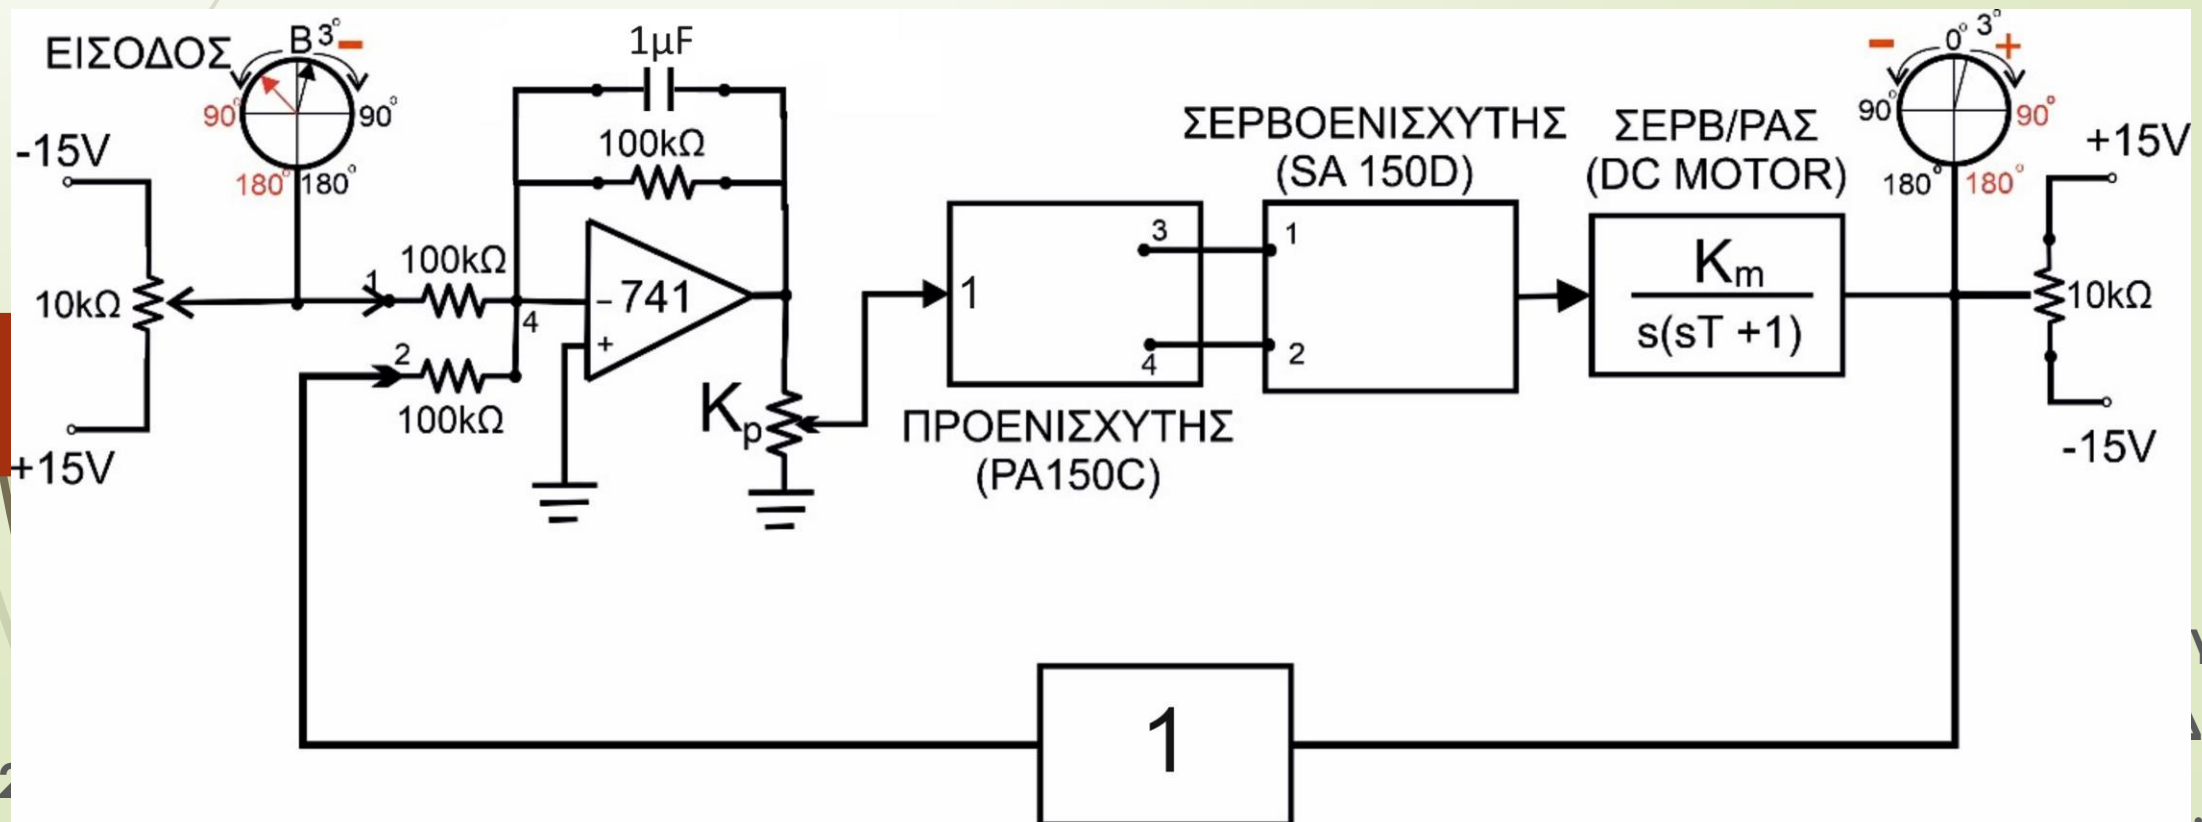 ΕΙΣΟΔΟΣ
B 3° -
90° 90°
180° 180°
-15V
10kΩ
+15V
1μF
100kΩ
1 100kΩ
4
2
100kΩ
- 741
+
Kp
1
3
4
ΠΡΟΕΝΙΣΧΥΤΗΣ
(PA150C)
ΣΕΡΒΟΕΝΙΣΧΥΤΗΣ
(SA 150D)
1
2
ΣΕΡΒ/ΡΑΣ
(DC MOTOR)
Km
s(sT +1)
- 0° 3° +
90° 90°
180° 180°
+15V
10kΩ
-15V
1